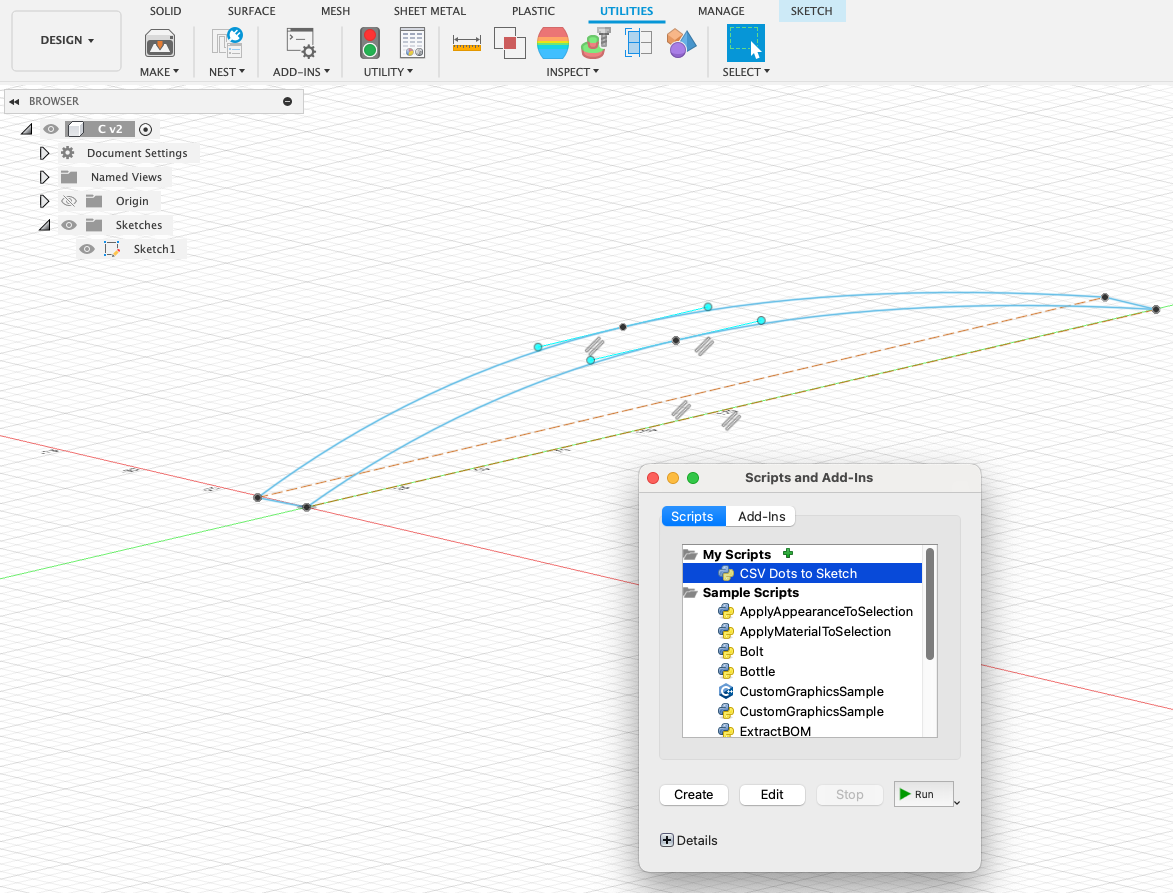 SOLID SURFACE MESH SHEET METAL PLASTIC UTILITIES MANAGE SKETCH
DESIGN
MAKE NEST ADD-INS UTILITY INSPECT SELECT
BROWSER
C v2
Document Settings
Named Views
Origin
Sketches
Sketch1
Scripts and Add-Ins
Scripts Add-Ins
My Scripts
CSV Dots to Sketch
Sample Scripts
ApplyAppearanceToSelection
ApplyMaterialToSelection
Bolt
Bottle
CustomGraphicsSample
CustomGraphicsSample
ExtractBOM
Create Edit Stop Run
Details